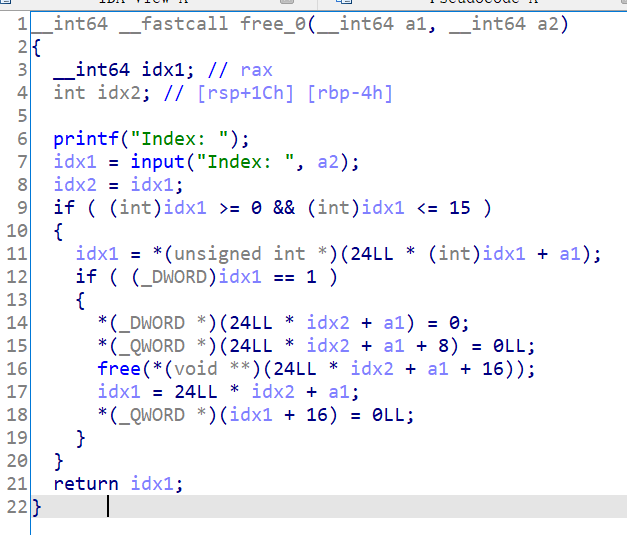 1 __int64 __fastcall free_0(__int64 a1, __int64 a2)
2 {
3 __int64 idx1; // rax
4 int idx2; // [rsp+1Ch] [rbp-4h]
5
6 printf("Index: ");
7 idx1 = input("Index: ", a2);
8 idx2 = idx1;
9 if ( (int)idx1 >= 0 && (int)idx1 <= 15 )
10 {
11 idx1 = *(unsigned int *)(24LL * (int)idx1 + a1);
12 if ( (_DWORD)idx1 == 1 )
13 {
14 *(_DWORD *)(24LL * idx2 + a1) = 0;
15 *(_QWORD *)(24LL * idx2 + a1 + 8) = 0LL;
16 free(*(void **)(24LL * idx2 + a1 + 16));
17 idx1 = 24LL * idx2 + a1;
18 *(_QWORD *)(idx1 + 16) = 0LL;
19 }
20 }
21 return idx1;
22 }